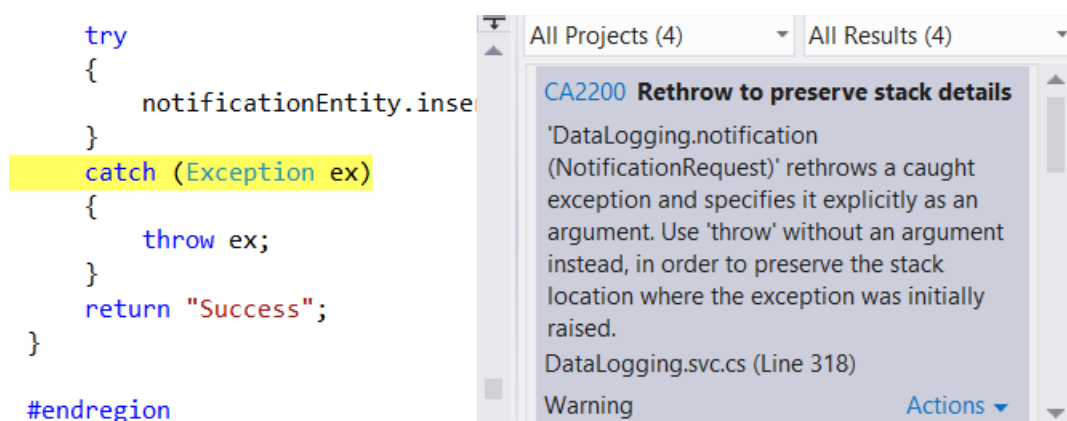 try
{
notificationEntity.inse
}
catch (Exception ex)
{
throw ex;
}
return "Success";
}
#endregion
All Projects (4)
All Results (4)
CA2200 Rethrow to preserve stack details
'DataLogging.notification
(NotificationRequest)' rethrows a caught
exception and specifies it explicitly as an
argument. Use 'throw' without an argument
instead, in order to preserve the stack
location where the exception was initially
raised.
DataLogging.svc.cs (Line 318)
Warning
Actions